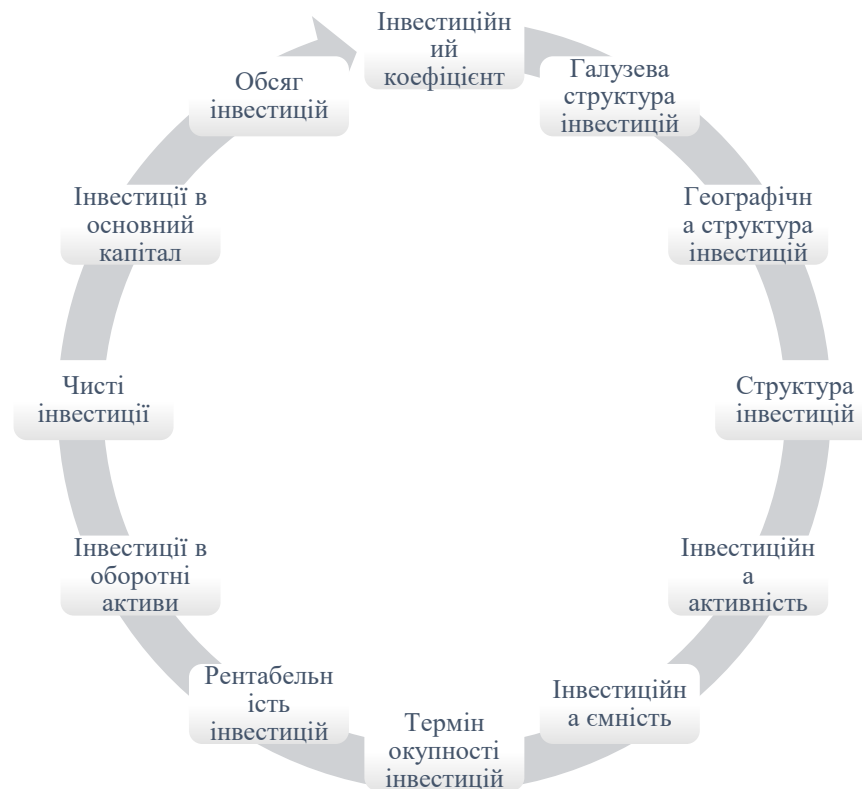 Інвестиційн
ий
коефіцієнт
Галузева
структура
інвестицій
Географічн
а структура
інвестицій
Структура
інвестицій
Інвестиційн
а
активність
Інвестиційн
а ємність
Термін
окупності
інвестицій
Рентабельн
ість
інвестицій
Інвестиції в
оборотні
активи
Чисті
інвестиції
Інвестиції в
основний
капітал
Обсяг
інвестицій